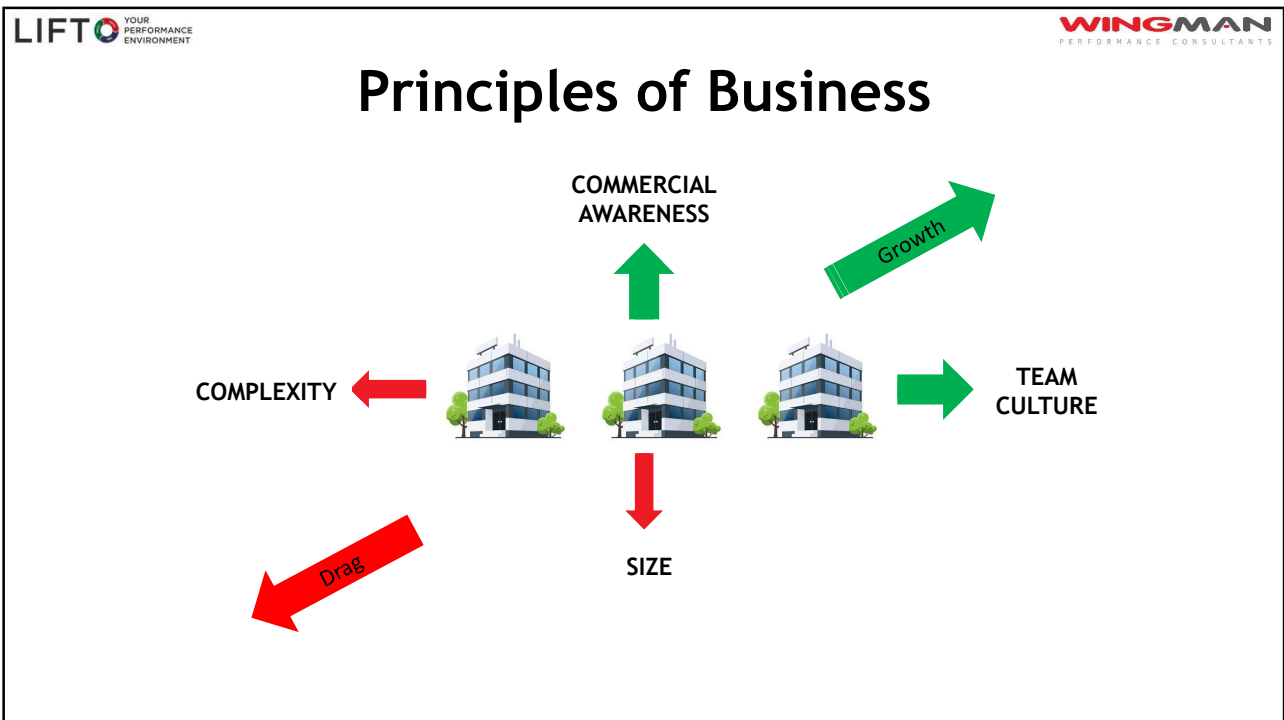 LIFT YOUR
PERFORMANCE
ENVIRONMENT
WINGMAN
PERFORMANCE CONSULTANTS
Principles of Business
COMMERCIAL
AWARENESS
Growth
COMPLEXITY
TEAM
CULTURE
SIZE
Drag